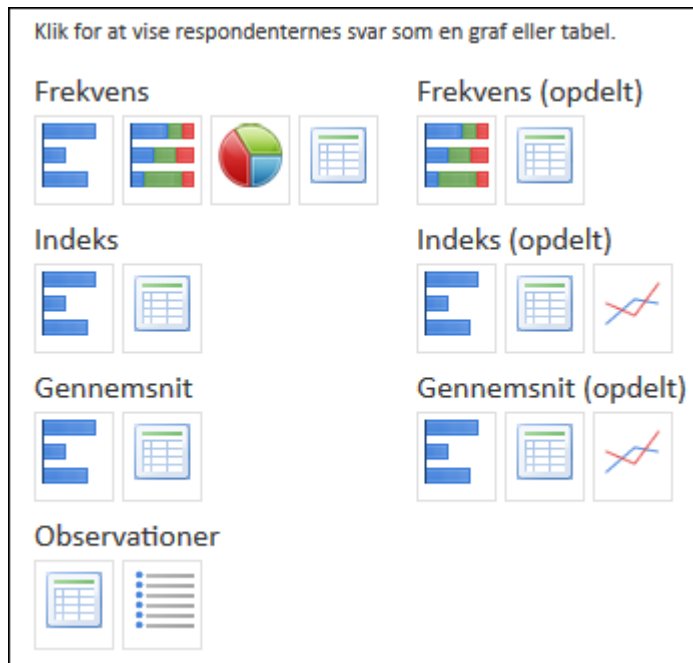 Klik for at vise respondenternes svar som en graf eller tabel.
Frekvens
Frekvens (opdelt)
Indeks
Indeks (opdelt)
Gennemsnit
Gennemsnit (opdelt)
Observationer